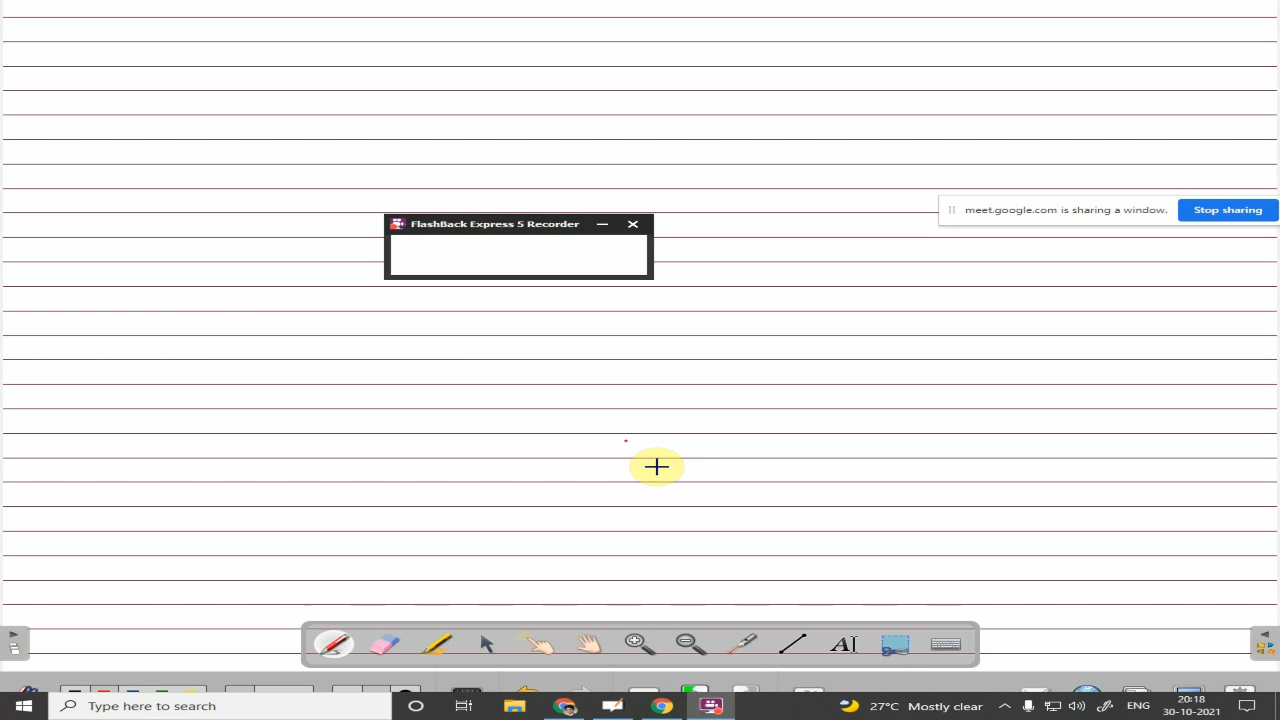 meet.google.com is sharing a window. Stop sharing
FlashBack Express 5 Recorder
AI
Type here to search
27°C Mostly clear
ENG
20:18
30-10-2021